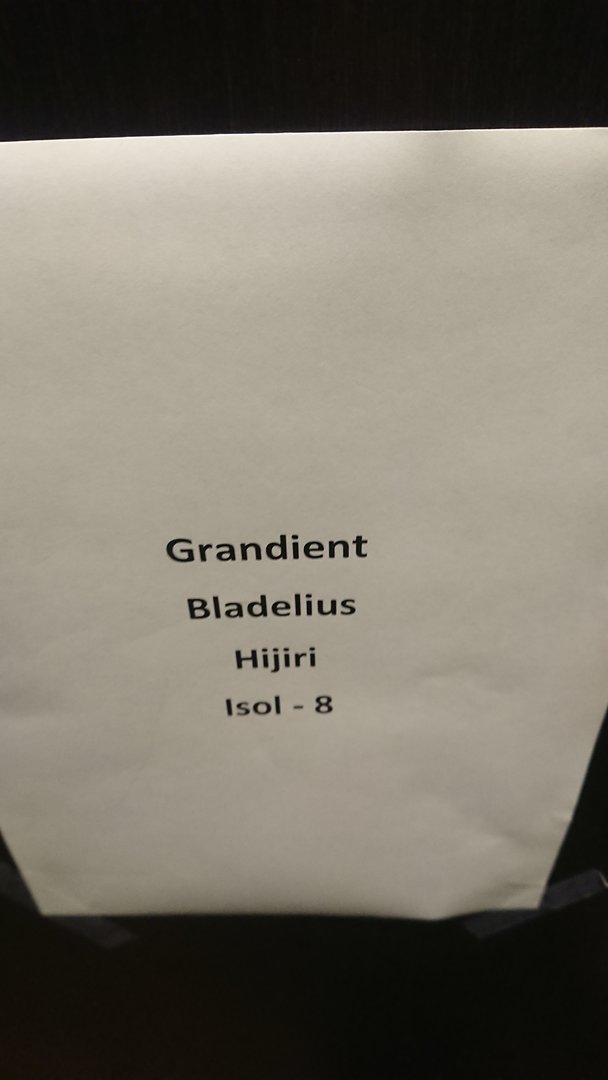 Grandient
Bladelius
Hijiri
Isol - 8